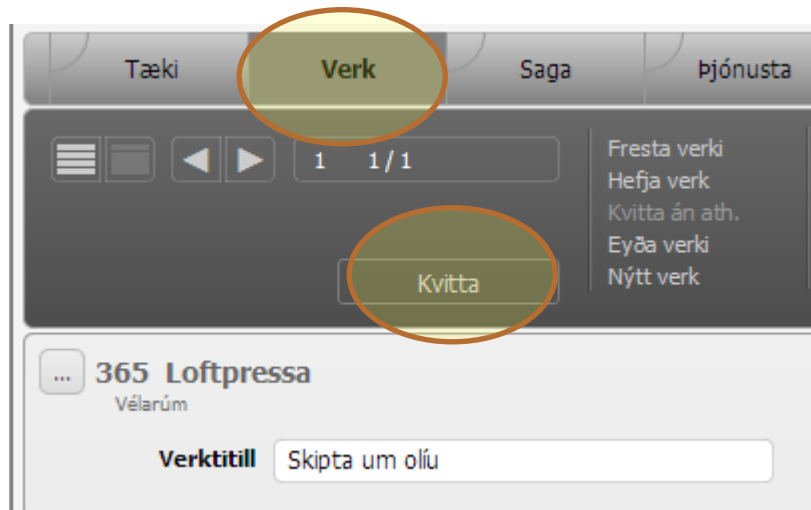 Tæki Verk Saga Þjónusta
1 1 / 1
Fresta verki
Hefja verk
Kvitta án ath.
Eyða verki
Nýtt verk
Kvitta
... 365 Loftpressa
Vélarúm
Verktitill Skipta um olíu